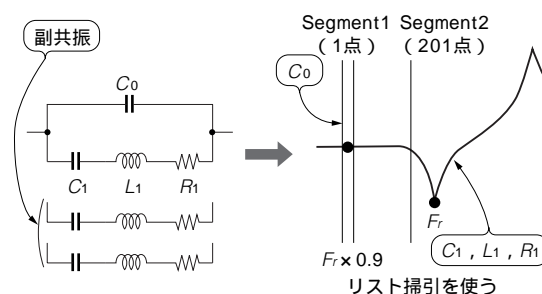 副共振
C0
C1
L1
R1
Segment1
（1点）
Segment2
（201点）
C0
Fr
Fr×0.9
C1 , L1 , R1
リスト掃引を使う